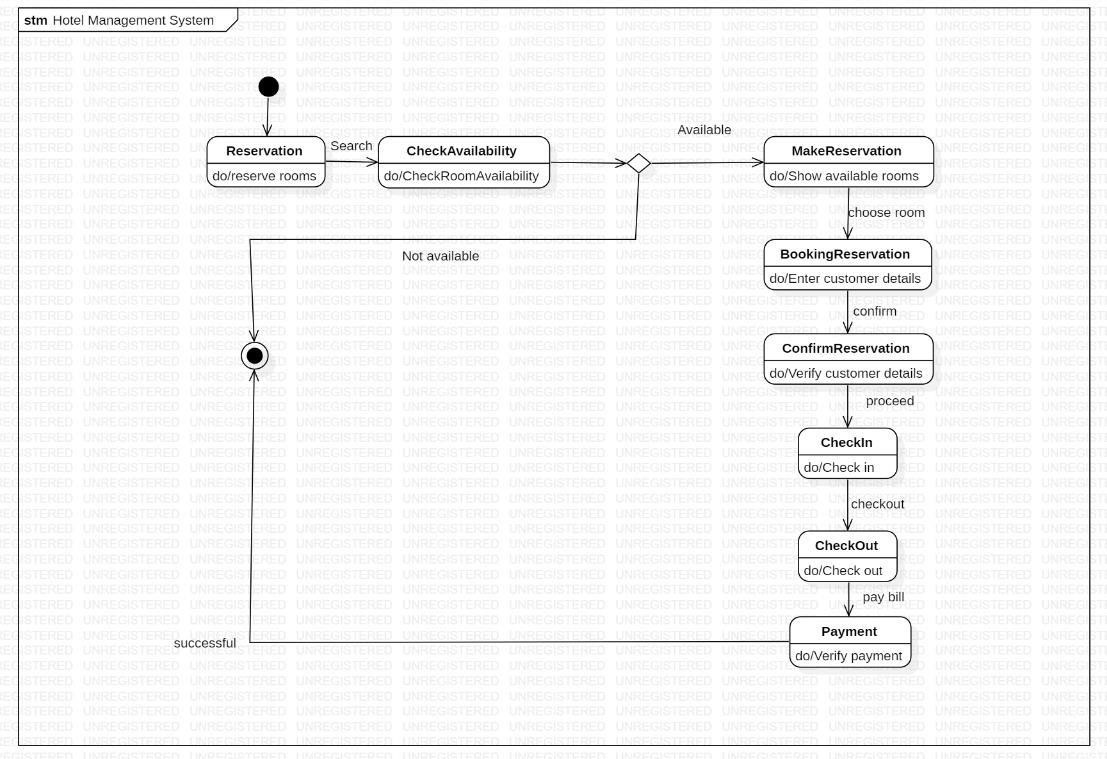 stm Hotel Management System
Reservation
do/reserve rooms
Search
CheckAvailability
do/CheckRoomAvailability
Available
MakeReservation
do/Show available rooms
choose room
Not available
BookingReservation
do/Enter customer details
confirm
ConfirmReservation
do/Verify customer details
proceed
CheckIn
do/Check in
checkout
CheckOut
do/Check out
pay bill
Payment
do/Verify payment
successful
UNREGISTERED